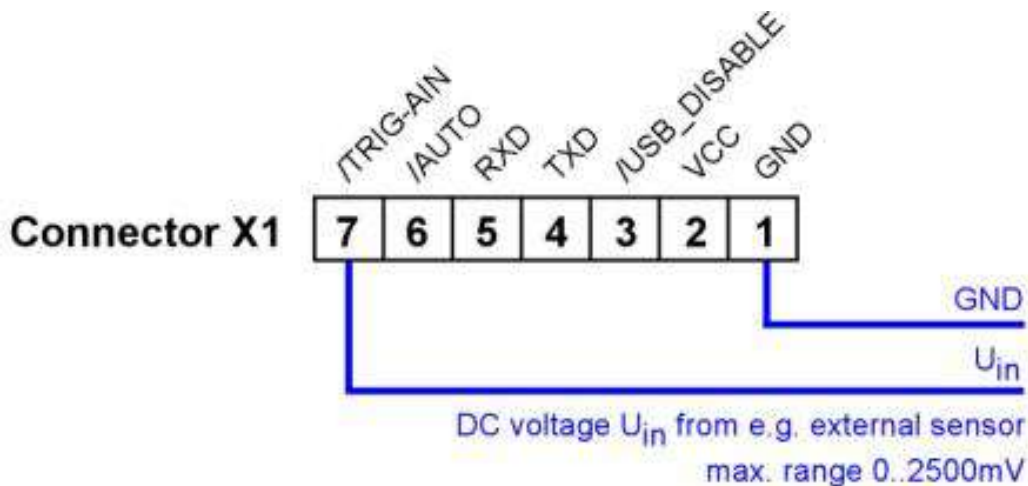 /TRIG-AIN
/AUTO
RXD
TXD
/USB_DISABLE
VCC
GND
Connector X1 7 6 5 4 3 2 1
GND
Uin
DC voltage Uin from e.g. external sensor
max. range 0..2500mV